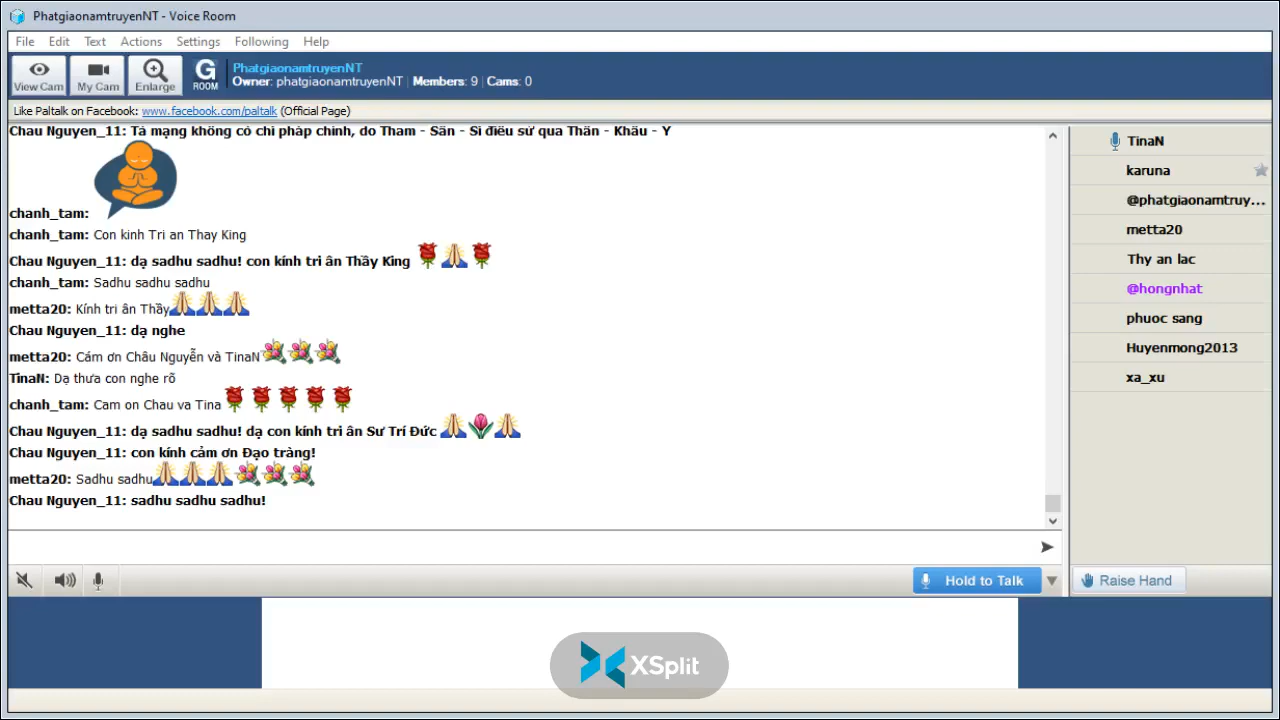 PhatgiaonamtruyenNT - Voice Room
File Edit Text Actions Settings Following Help
View Cam My Cam Enlarge G ROOM
PhatgiaonamtruyenNT
Owner: phatgiaonamtruyenNT | Members: 9 | Cams: 0
Like Paltalk on Facebook: www.facebook.com/paltalk (Official Page)
Chau Nguyen_11: Tà mạng không có chi pháp chính, do Tham - Sân - Si điều sử qua Thân - Khẩu - Ý
chanh_tam:
chanh_tam: Con kinh Tri an Thay King
Chau Nguyen_11: dạ sadhu sadhu! con kính tri ân Thầy King
chanh_tam: Sadhu sadhu sadhu
metta20: Kính tri ân Thầy
Chau Nguyen_11: dạ nghe
metta20: Cám ơn Châu Nguyễn và TinaN
TinaN: Dạ thưa con nghe rõ
chanh_tam: Cam on Chau va Tina
Chau Nguyen_11: dạ sadhu sadhu! dạ con kính tri ân Sư Trí Đức
Chau Nguyen_11: con kính cảm ơn Đạo tràng!
metta20: Sadhu sadhu
Chau Nguyen_11: sadhu sadhu sadhu!
TinaN
karuna
@phatgiaonamtruy...
metta20
Thy an lac
@hongnhat
phuoc sang
Huyenmong2013
xa_xu
Hold to Talk
Raise Hand
XSplit